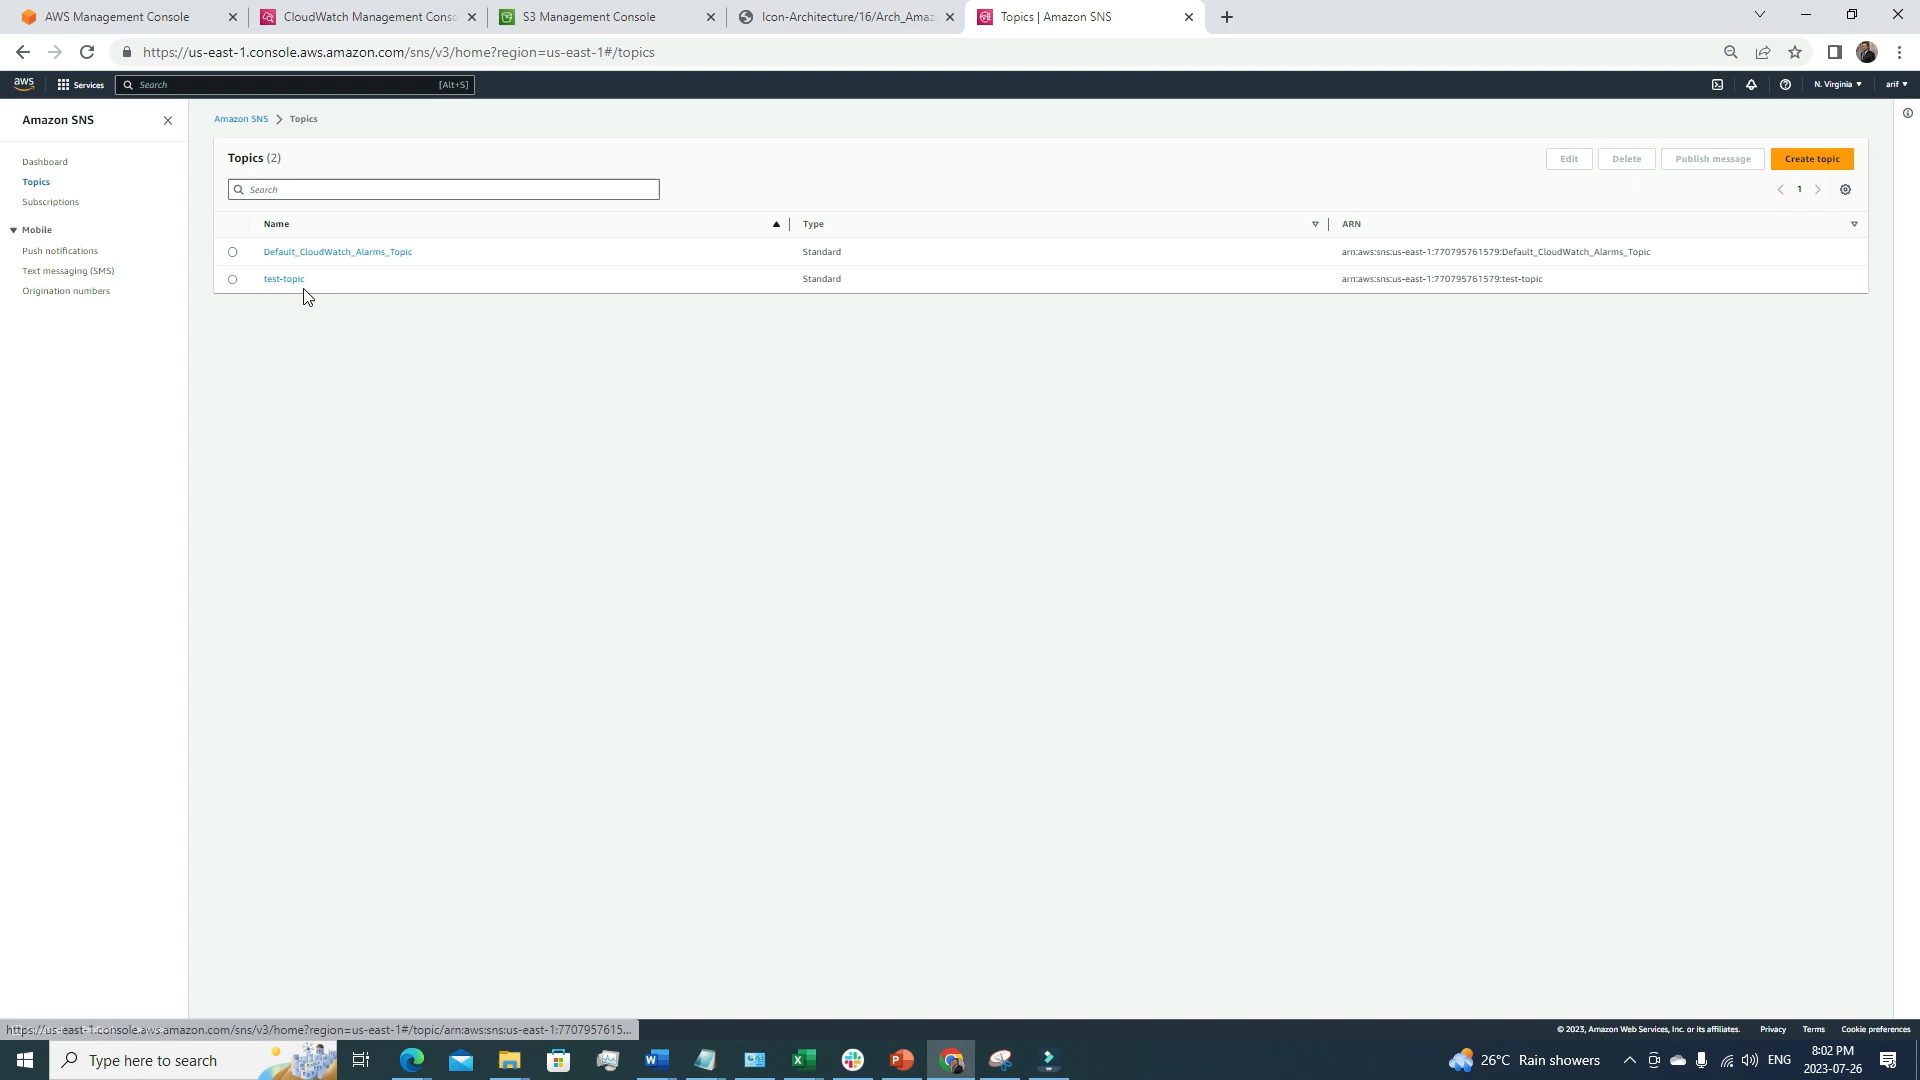 AWS Management Console
CloudWatch Management Conso
S3 Management Console
Icon-Architecture/16/Arch_Amaz
Topics | Amazon SNS
https://us-east-1.console.aws.amazon.com/sns/v3/home?region=us-east-1#/topics
aws
Services
Search
[Alt+S]
N. Virginia
arif
Amazon SNS
Dashboard
Topics
Subscriptions
Mobile
Push notifications
Text messaging (SMS)
Origination numbers
Amazon SNS > Topics
Topics (2)
Edit
Delete
Publish message
Create topic
Search
1
Name Type ARN
Default_CloudWatch_Alarms_Topic Standard arn:aws:sns:us-east-1:770795761579:Default_CloudWatch_Alarms_Topic
test-topic Standard arn:aws:sns:us-east-1:770795761579:test-topic
https://us-east-1.console.aws.amazon.com/sns/v3/home?region=us-east-1#/topic/arn:aws:sns:us-east-1:7707957615...
© 2023, Amazon Web Services, Inc. or its affiliates. Privacy Terms Cookie preferences
Type here to search
26°C Rain showers
ENG
8:02 PM
2023-07-26